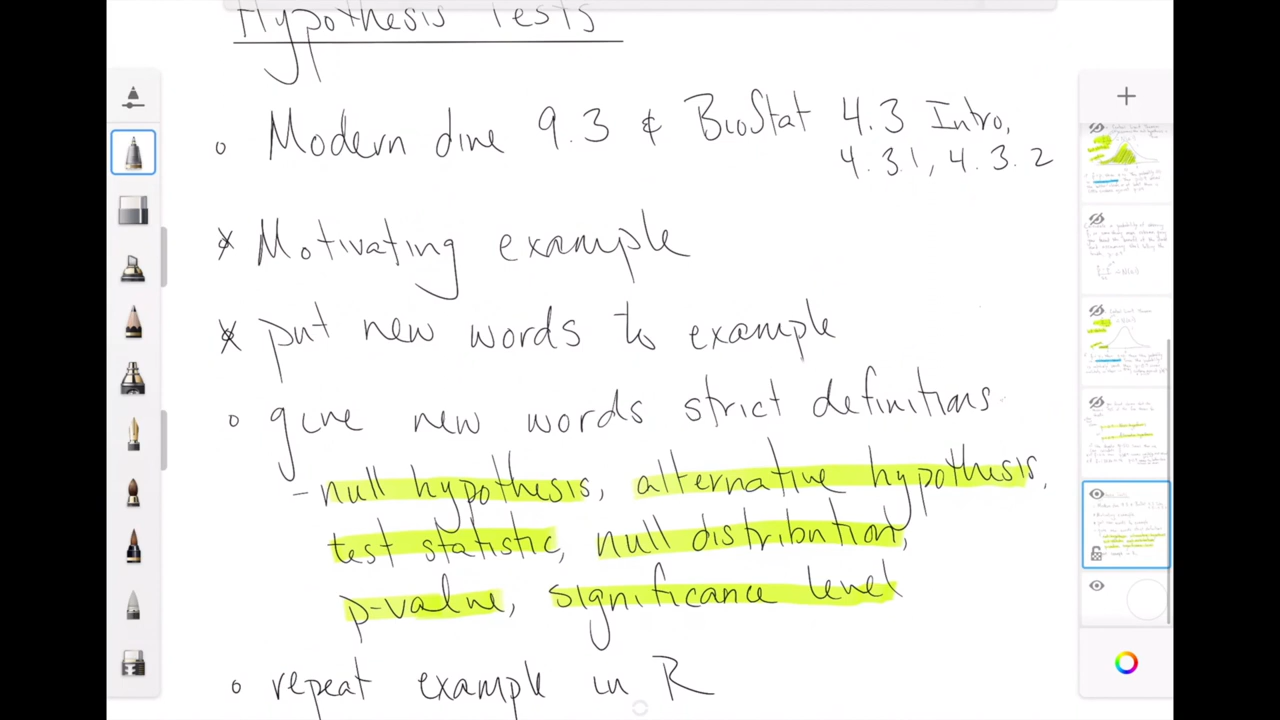 Hypothesis Tests
o Modern dive 9.3 & BioStat 4.3 Intro,
4.3.1, 4.3.2
* Motivating example
* put new words to example
o give new words strict definitions
- null hypothesis, alternative hypothesis,
test statistic, null distribution,
p-value, significance level
o repeat example in R